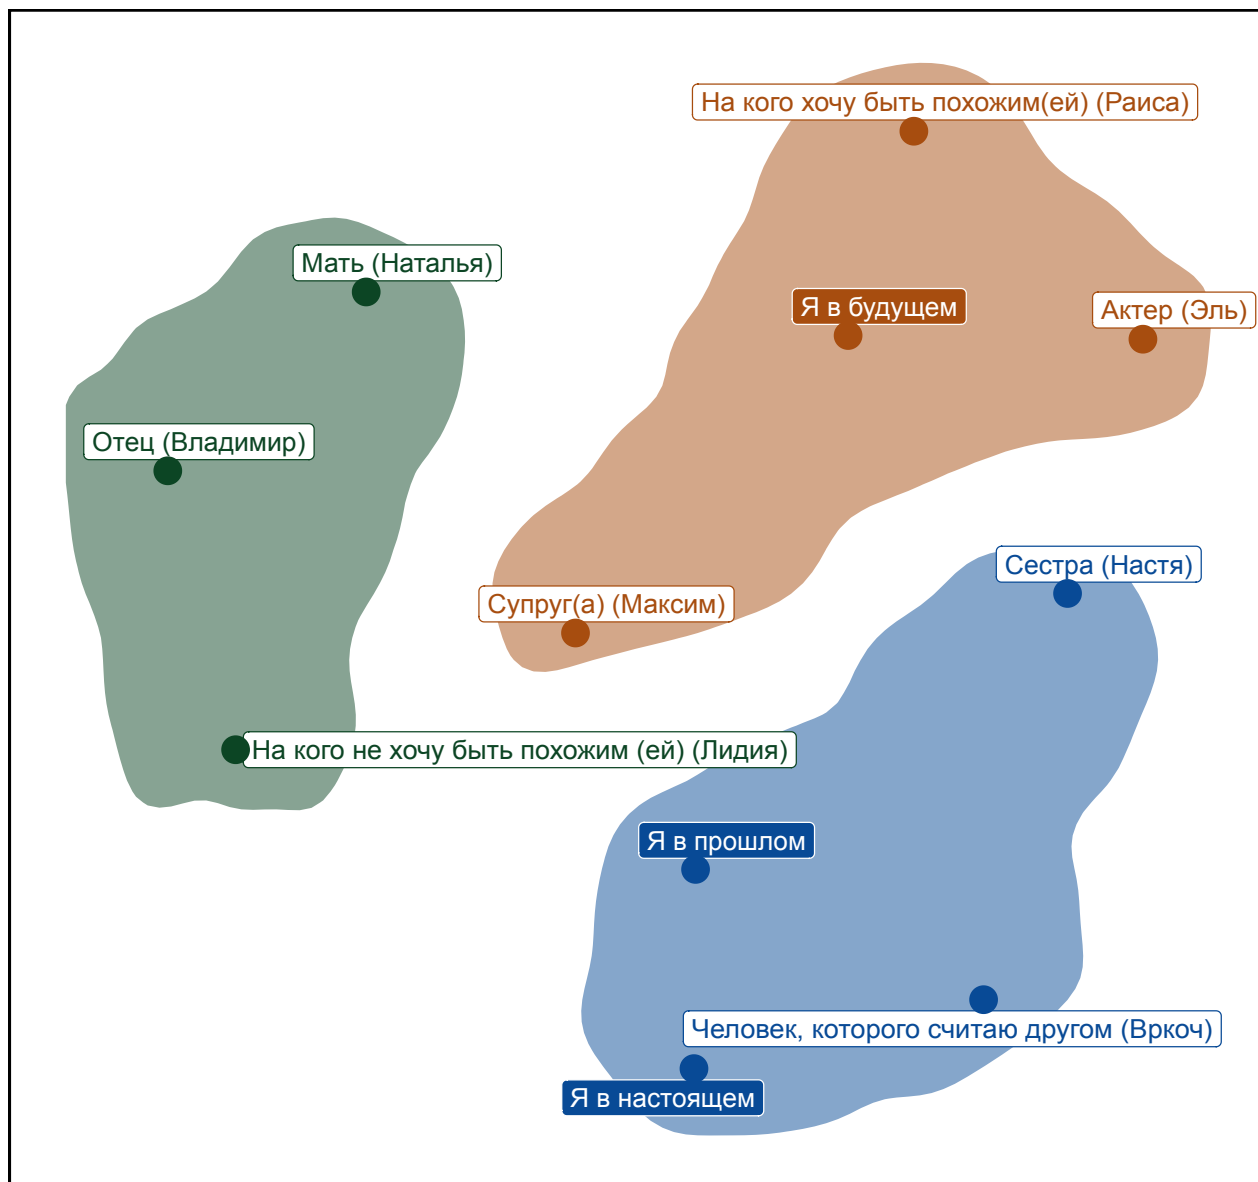 На кого хочу быть похожим(ей) (Раиса)
Мать (Наталья)
Я в будущем
Актер (Эль)
Отец (Владимир)
Сестра (Настя)
Супруг(а) (Максим)
На кого не хочу быть похожим (ей) (Лидия)
Я в прошлом
Человек, которого считаю другом (Вркоч)
Я в настоящем